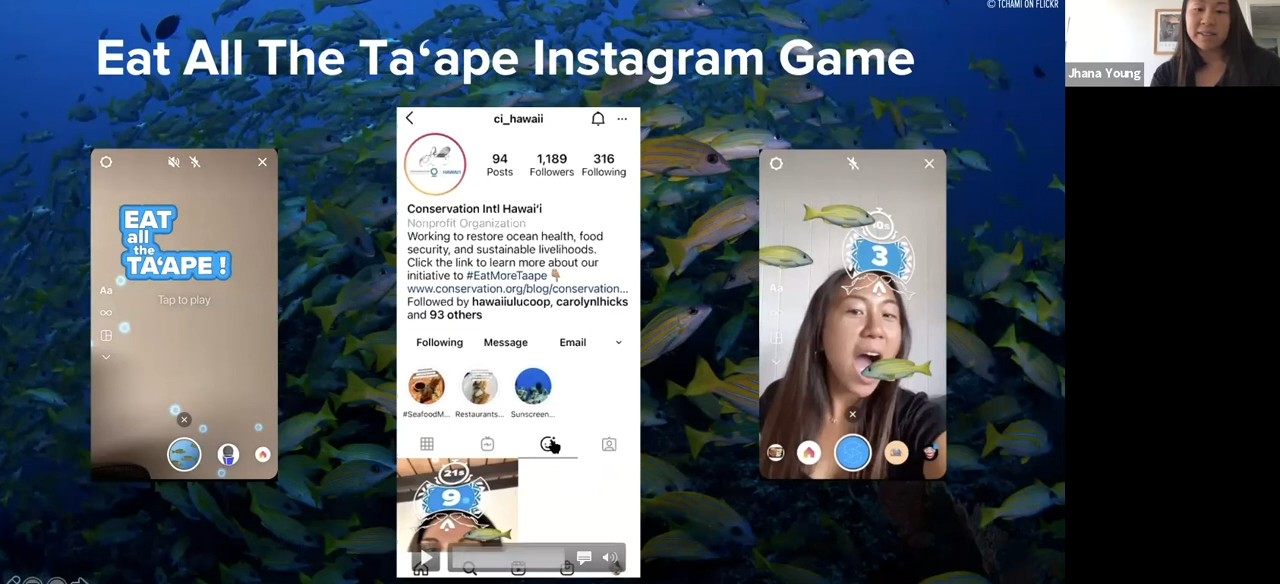 © TCHAMI ON FLICKR
Eat All The Taʻape Instagram Game
Jhana Young
EAT
all
the
TAʻAPE !
Aa
Tap to play
ci_hawaii
94
1,189
316
Posts
Followers
Following
HAWAIʻI
Conservation Intl Hawaiʻi
Nonprofit Organization
Working to restore ocean health, food
security, and sustainable livelihoods.
Click the link to learn more about our
initiative to #EatMoreTaape
www.conservation.org/blog/conservation...
Followed by hawaiiulucoop, carolynlhicks
and 93 others
Following
Message
Email
#SeafoodM...
Restaurants...
Sunscreen...
21s
9
3
Aa